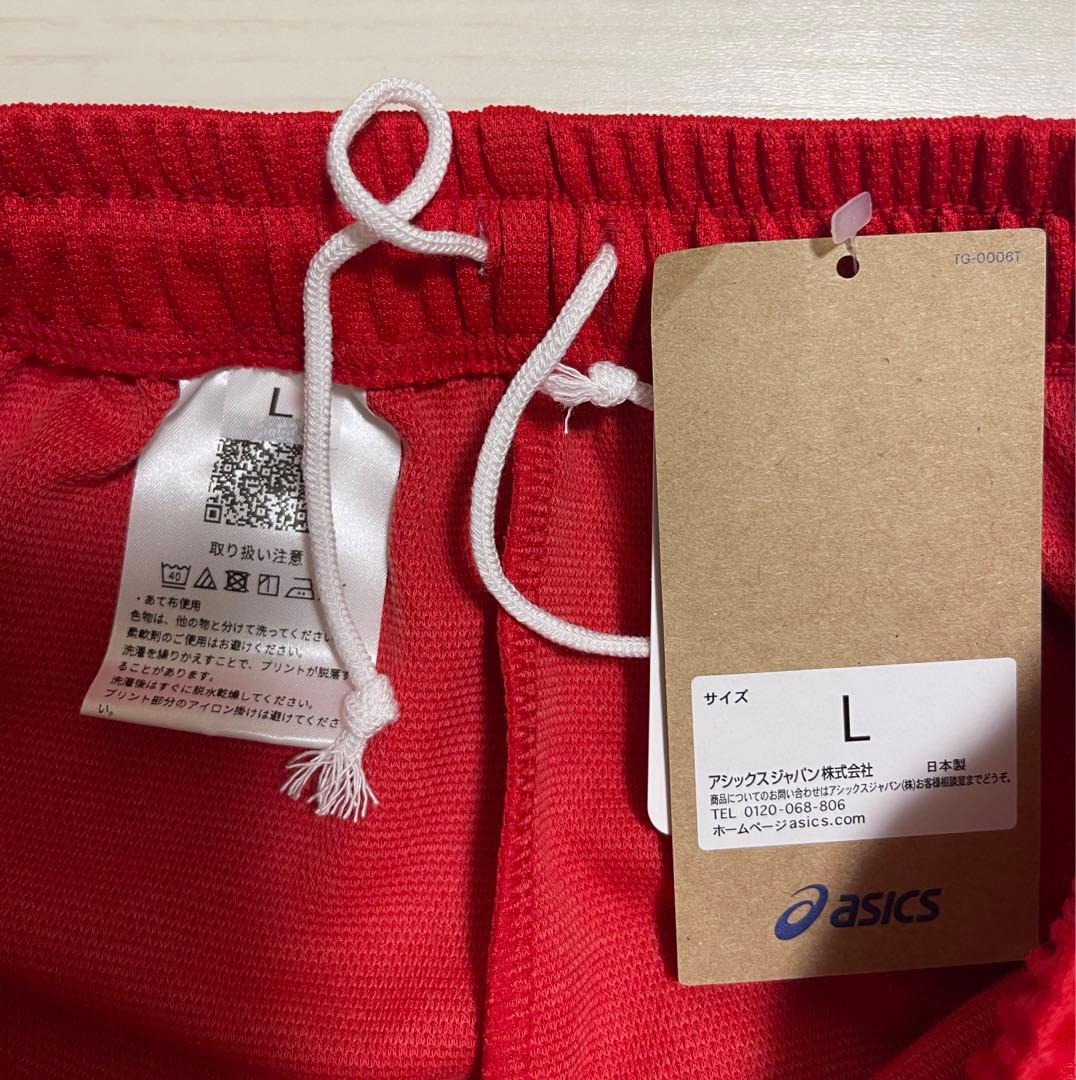 L
取り扱い注意
40
・あて布使用
色物は、他の物と分けて洗ってください
柔軟剤のご使用はお避けください。
洗濯を繰りかえすことで、プリントが脱落す
ることがあります。
洗濯後はすぐに脱水乾燥してください。
プリント部分のアイロン掛けは避けてくださ
い。
TG-0006T
サイズ
L
アシックスジャパン株式会社 日本製
商品についてのお問い合わせはアシックスジャパン(株)お客様相談室までどうぞ。
TEL 0120-068-806
ホームページasics.com
asics